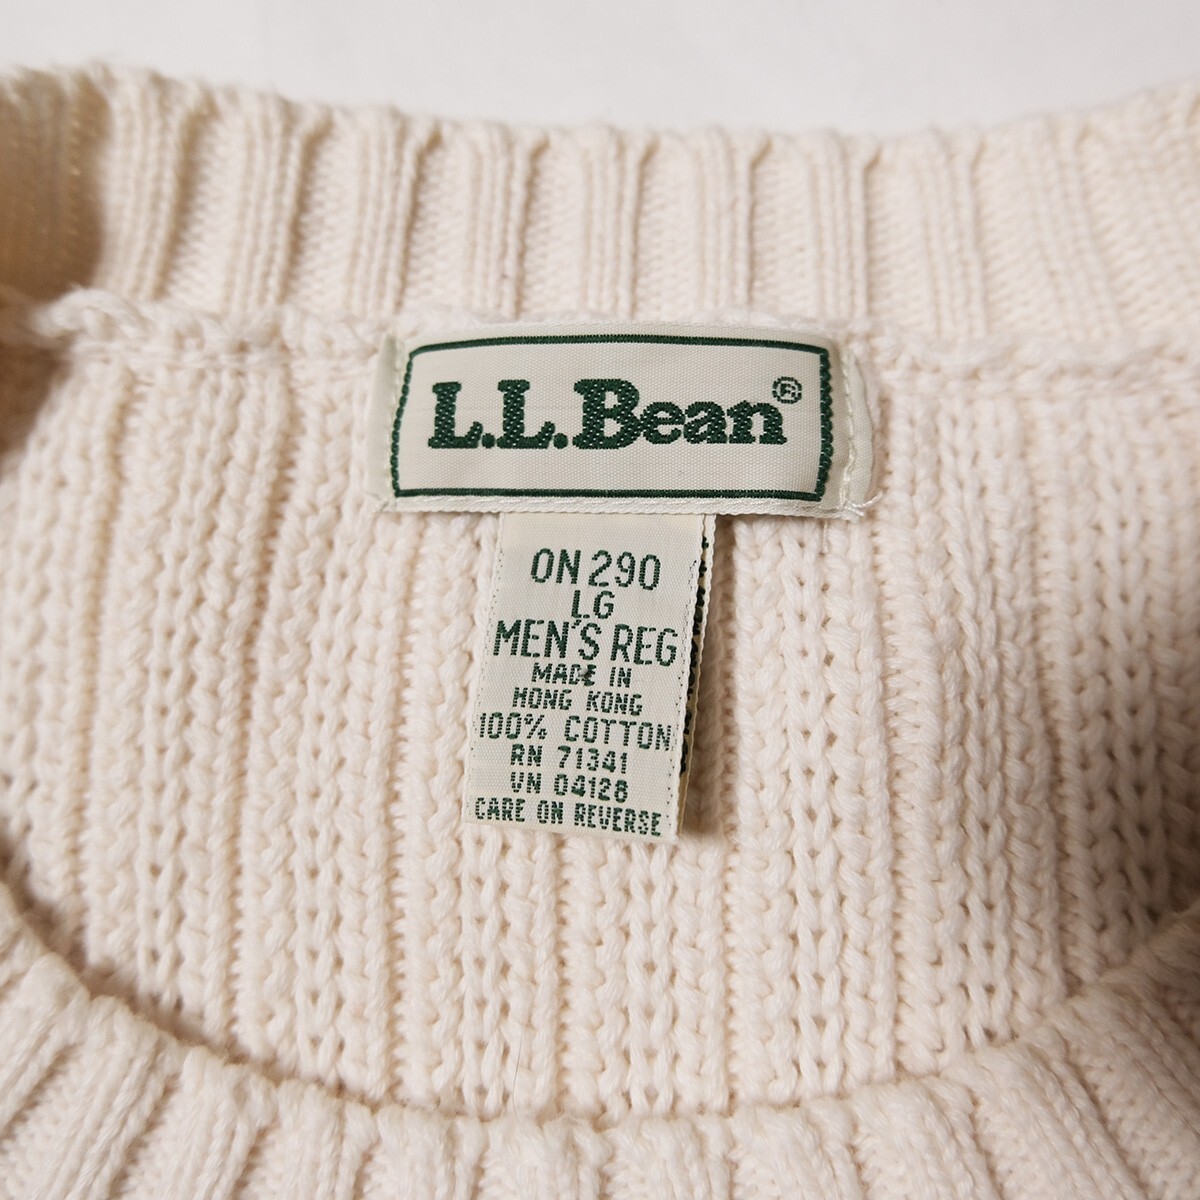 L.L.Bean®
ON 290
LG
MEN'S REG
MADE IN
HONG KONG
100% COTTON
RN 71341
VN 04128
CARE ON REVERSE